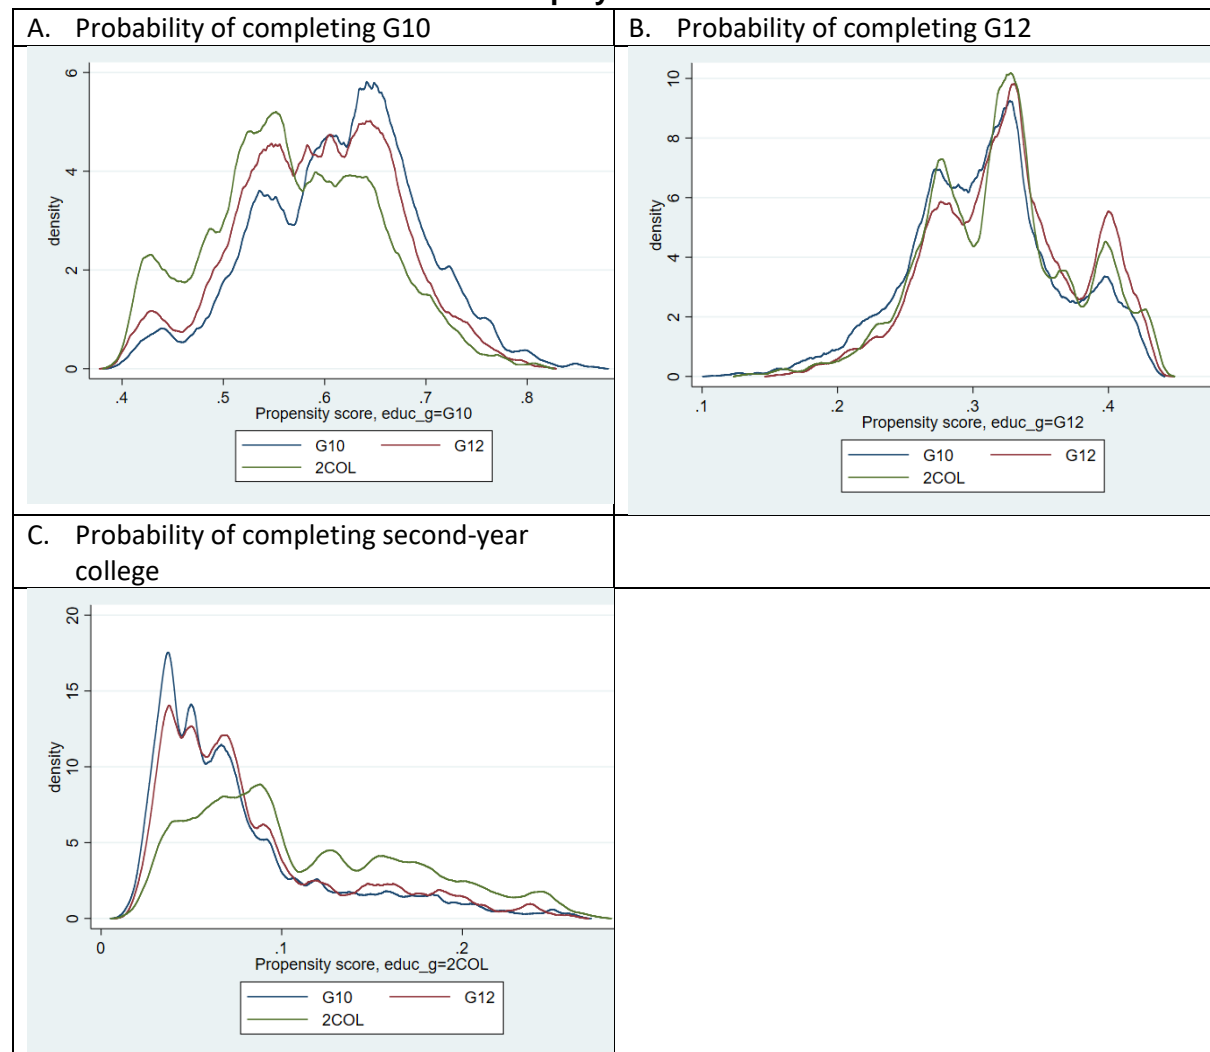 A. Probability of completing G10
B. Probability of completing G12
6
4
2
0
density
.4 .5 .6 .7 .8
Propensity score, educ_g=G10
G10 G12
2COL
10
8
6
4
2
0
density
.1 .2 .3 .4
Propensity score, educ_g=G12
G10 G12
2COL
C. Probability of completing second-year
college
20
15
10
5
0
density
0 .1 .2
Propensity score, educ_g=2COL
G10 G12
2COL